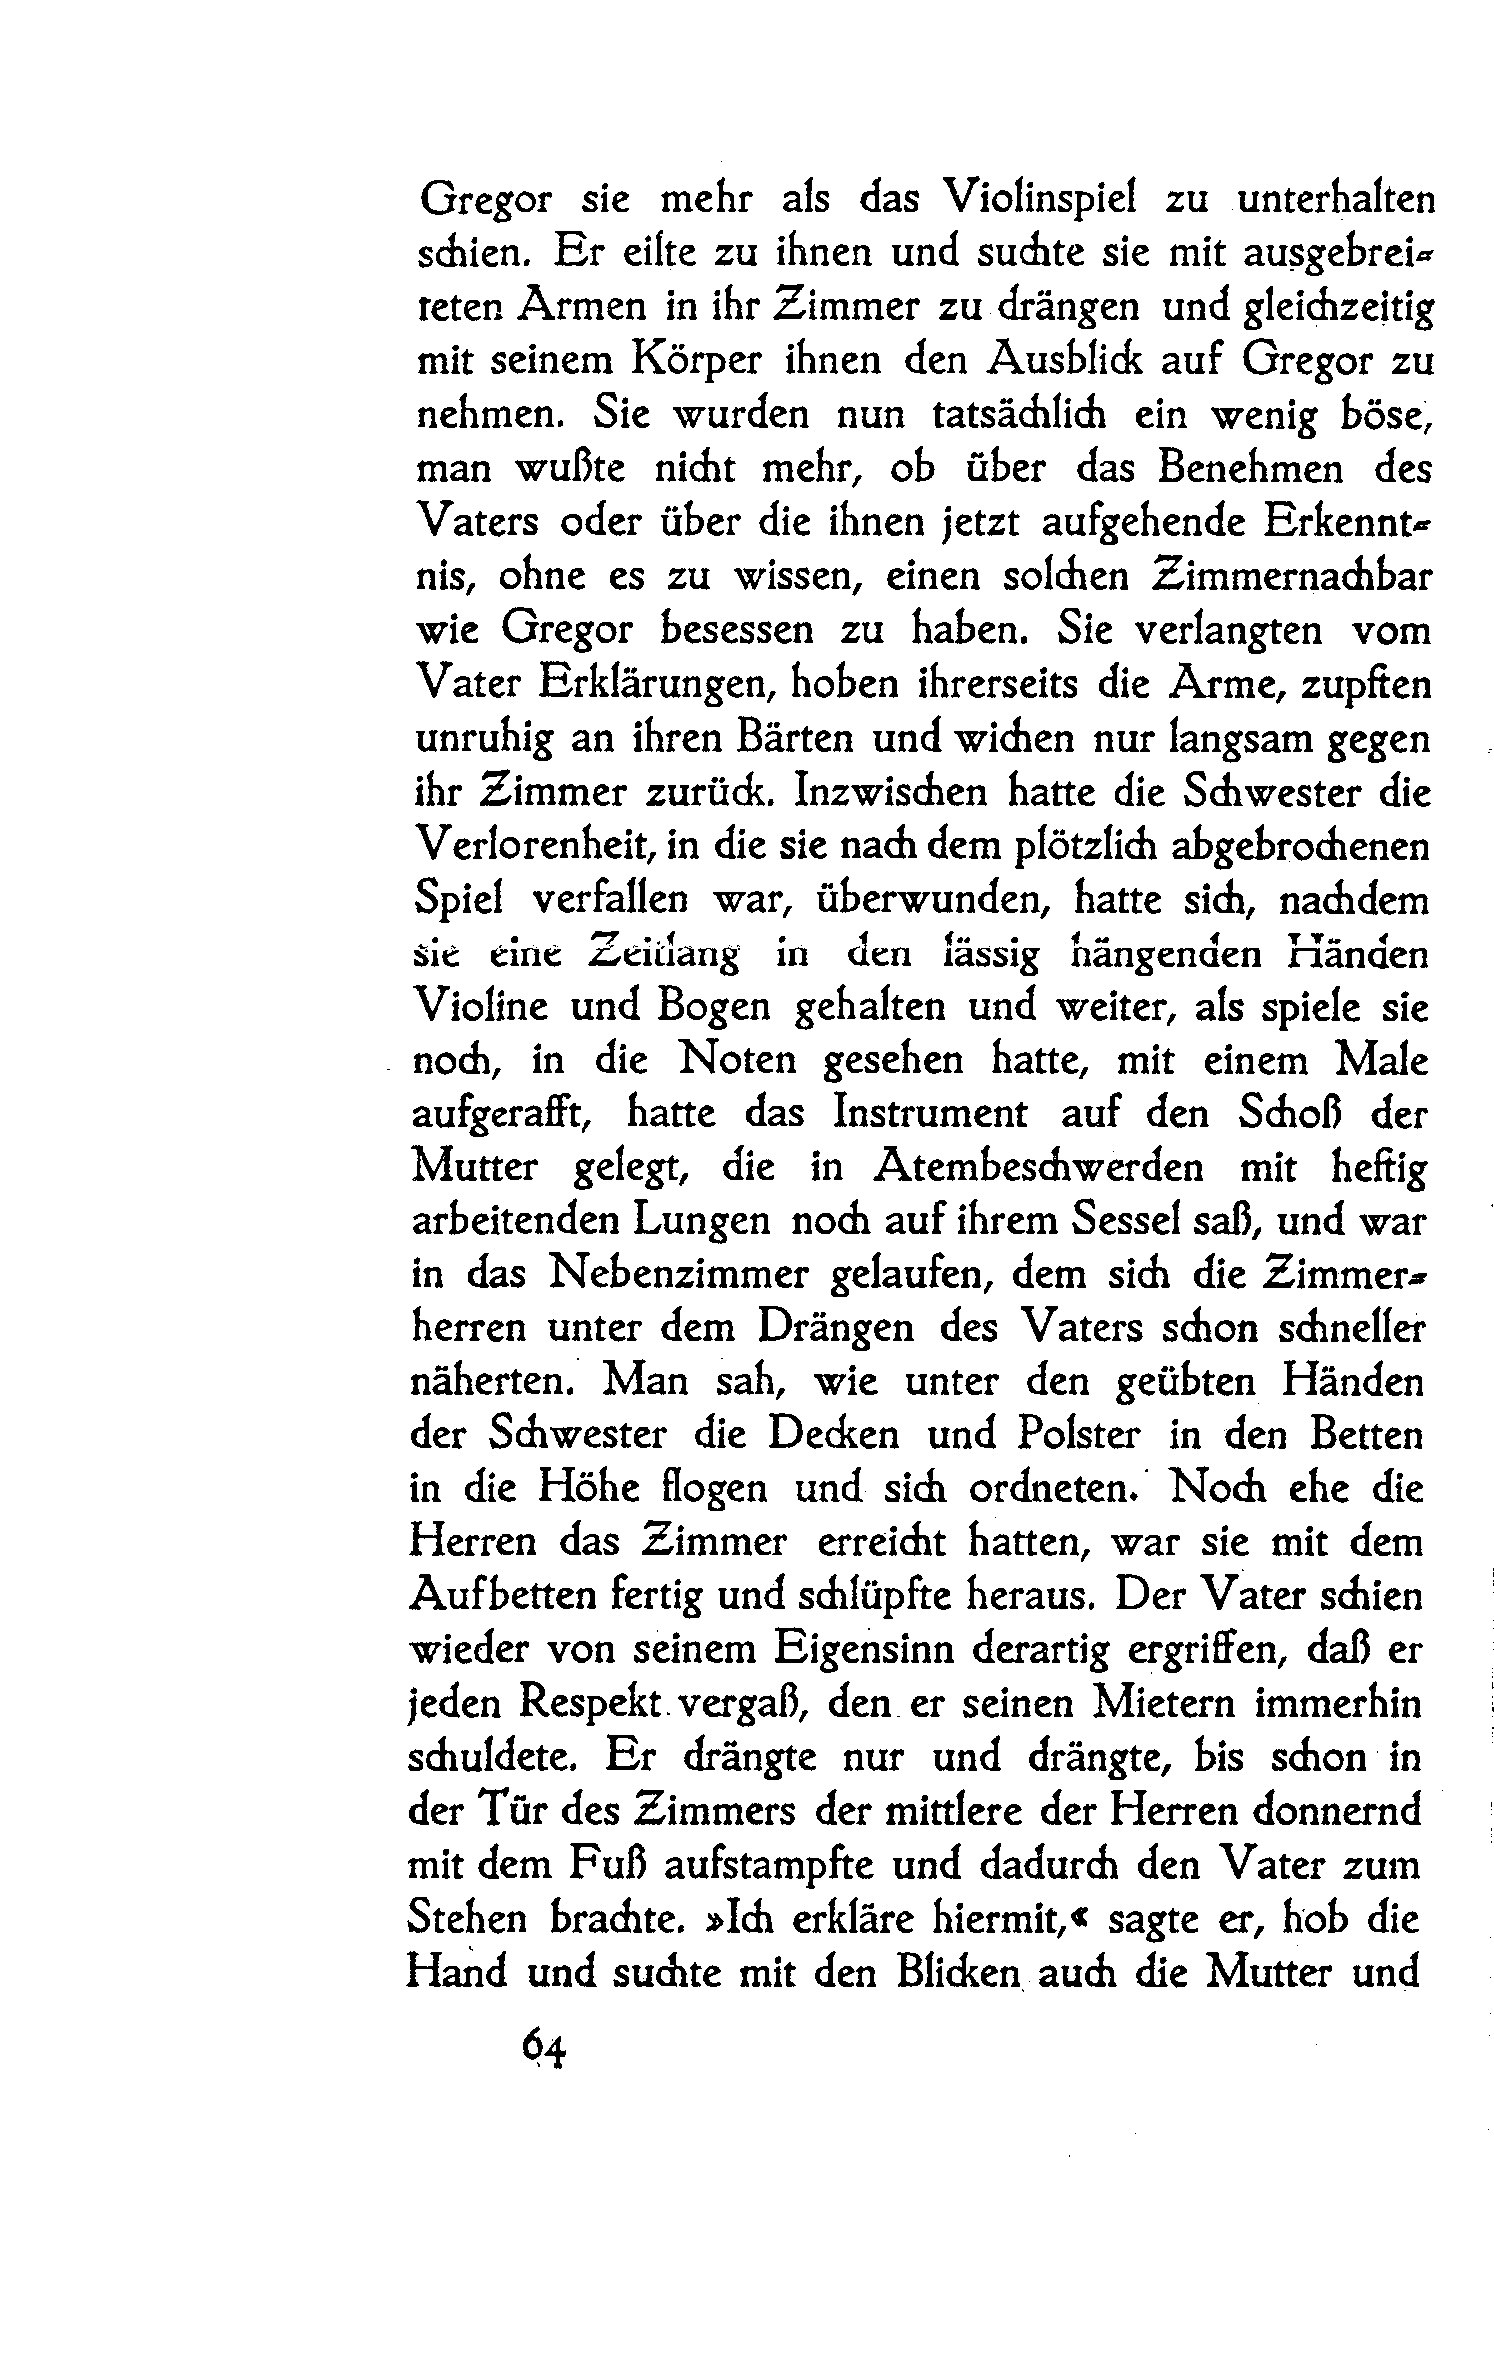 Gregor sie mehr als das Violinspiel zu unterhalten
schien. Er eilte zu ihnen und suchte sie mit ausgebrei-
teten Armen in ihr Zimmer zu drängen und gleichzeitig
mit seinem Körper ihnen den Ausblick auf Gregor zu
nehmen. Sie wurden nun tatsächlich ein wenig böse,
man wußte nicht mehr, ob über das Benehmen des
Vaters oder über die ihnen jetzt aufgehende Erkennt-
nis, ohne es zu wissen, einen solchen Zimmernachbar
wie Gregor besessen zu haben. Sie verlangten vom
Vater Erklärungen, hoben ihrerseits die Arme, zupften
unruhig an ihren Bärten und wichen nur langsam gegen
ihr Zimmer zurück. Inzwischen hatte die Schwester die
Verlorenheit, in die sie nach dem plötzlich abgebrochenen
Spiel verfallen war, überwunden, hatte sich, nachdem
sie eine Zeitlang in den lässig hängenden Händen
Violine und Bogen gehalten und weiter, als spiele sie
noch, in die Noten gesehen hatte, mit einem Male
aufgerafft, hatte das Instrument auf den Schoß der
Mutter gelegt, die in Atembeschwerden mit heftig
arbeitenden Lungen noch auf ihrem Sessel saß, und war
in das Nebenzimmer gelaufen, dem sich die Zimmer-
herren unter dem Drängen des Vaters schon schneller
näherten. Man sah, wie unter den geübten Händen
der Schwester die Decken und Polster in den Betten
in die Höhe flogen und sich ordneten. Noch ehe die
Herren das Zimmer erreicht hatten, war sie mit dem
Aufbetten fertig und schlüpfte heraus. Der Vater schien
wieder von seinem Eigensinn derartig ergriffen, daß er
jeden Respekt vergaß, den er seinen Mietern immerhin
schuldete. Er drängte nur und drängte, bis schon in
der Tür des Zimmers der mittlere der Herren donnernd
mit dem Fuß aufstampfte und dadurch den Vater zum
Stehen brachte. »Ich erkläre hiermit,« sagte er, hob die
Hand und suchte mit den Blicken auch die Mutter und
64